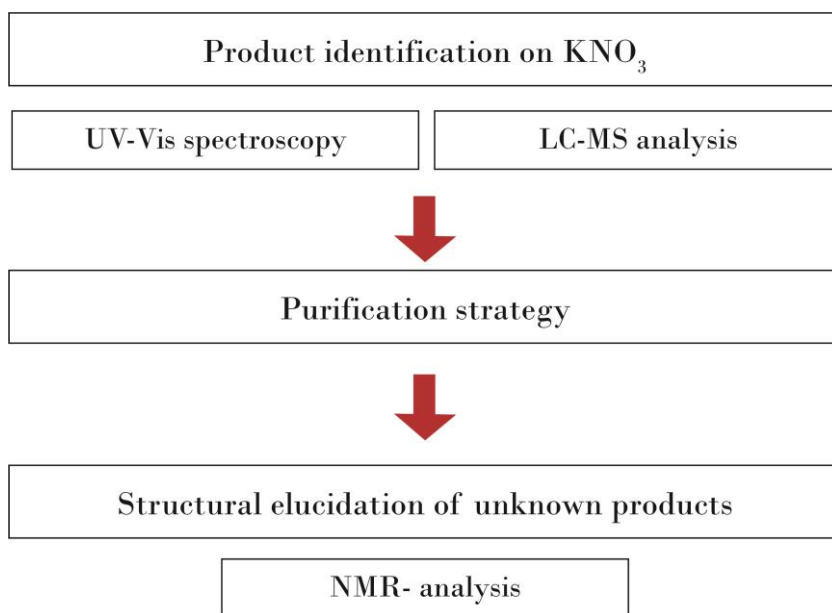 Product identification on KNO₃
UV-Vis spectroscopy
LC-MS analysis
Purification strategy
Structural elucidation of unknown products
NMR- analysis